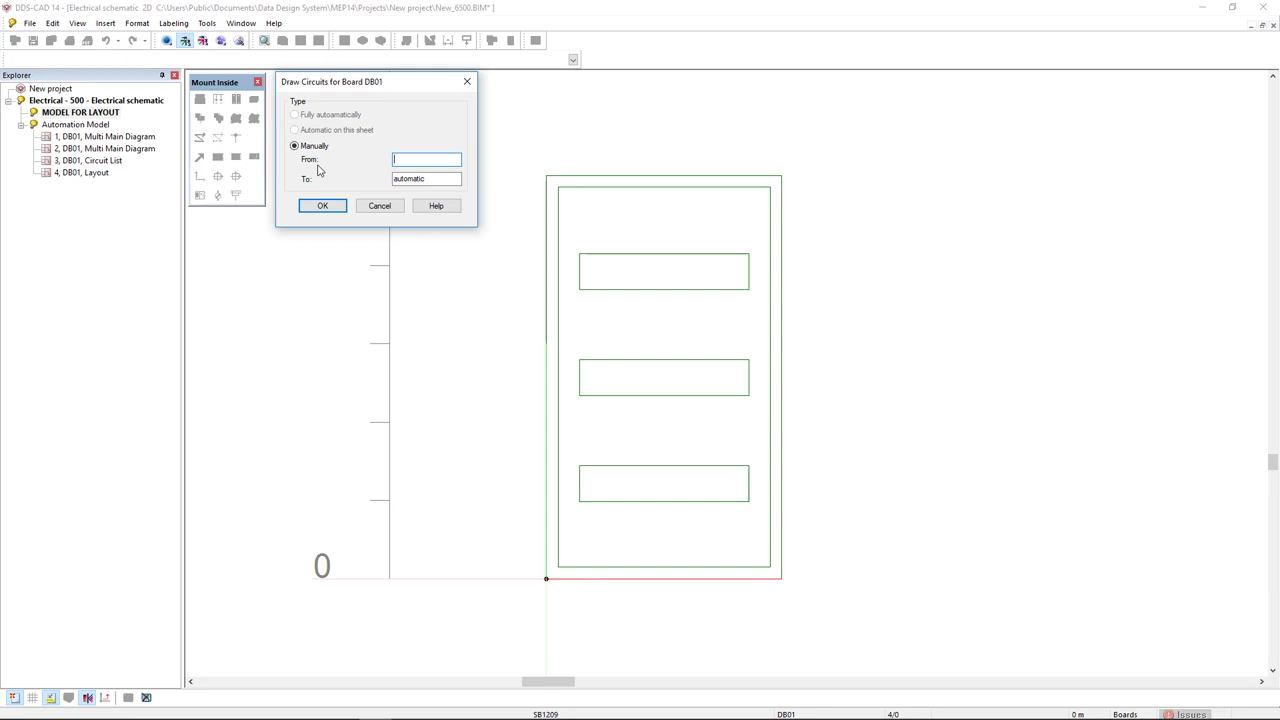 DDS-CAD 14 - [Electrical schematic  2D  C:\Users\Public\Documents\Data Design System\MEP14\Projects\New project\New_6500.BIM* ]
File Edit View Insert Format Labeling Tools Window Help
Explorer
New project
Electrical - 500 - Electrical schematic
MODEL FOR LAYOUT
Automation Model
1, DB01, Multi Main Diagram
2, DB01, Multi Main Diagram
3, DB01, Circuit List
4, DB01, Layout
Mount Inside
Draw Circuits for Board DB01
Type
Fully autoamatically
Automatic on this sheet
Manually
From:
To: automatic
OK Cancel Help
0
SB1209 DB01 4/0 0 m Boards Issues